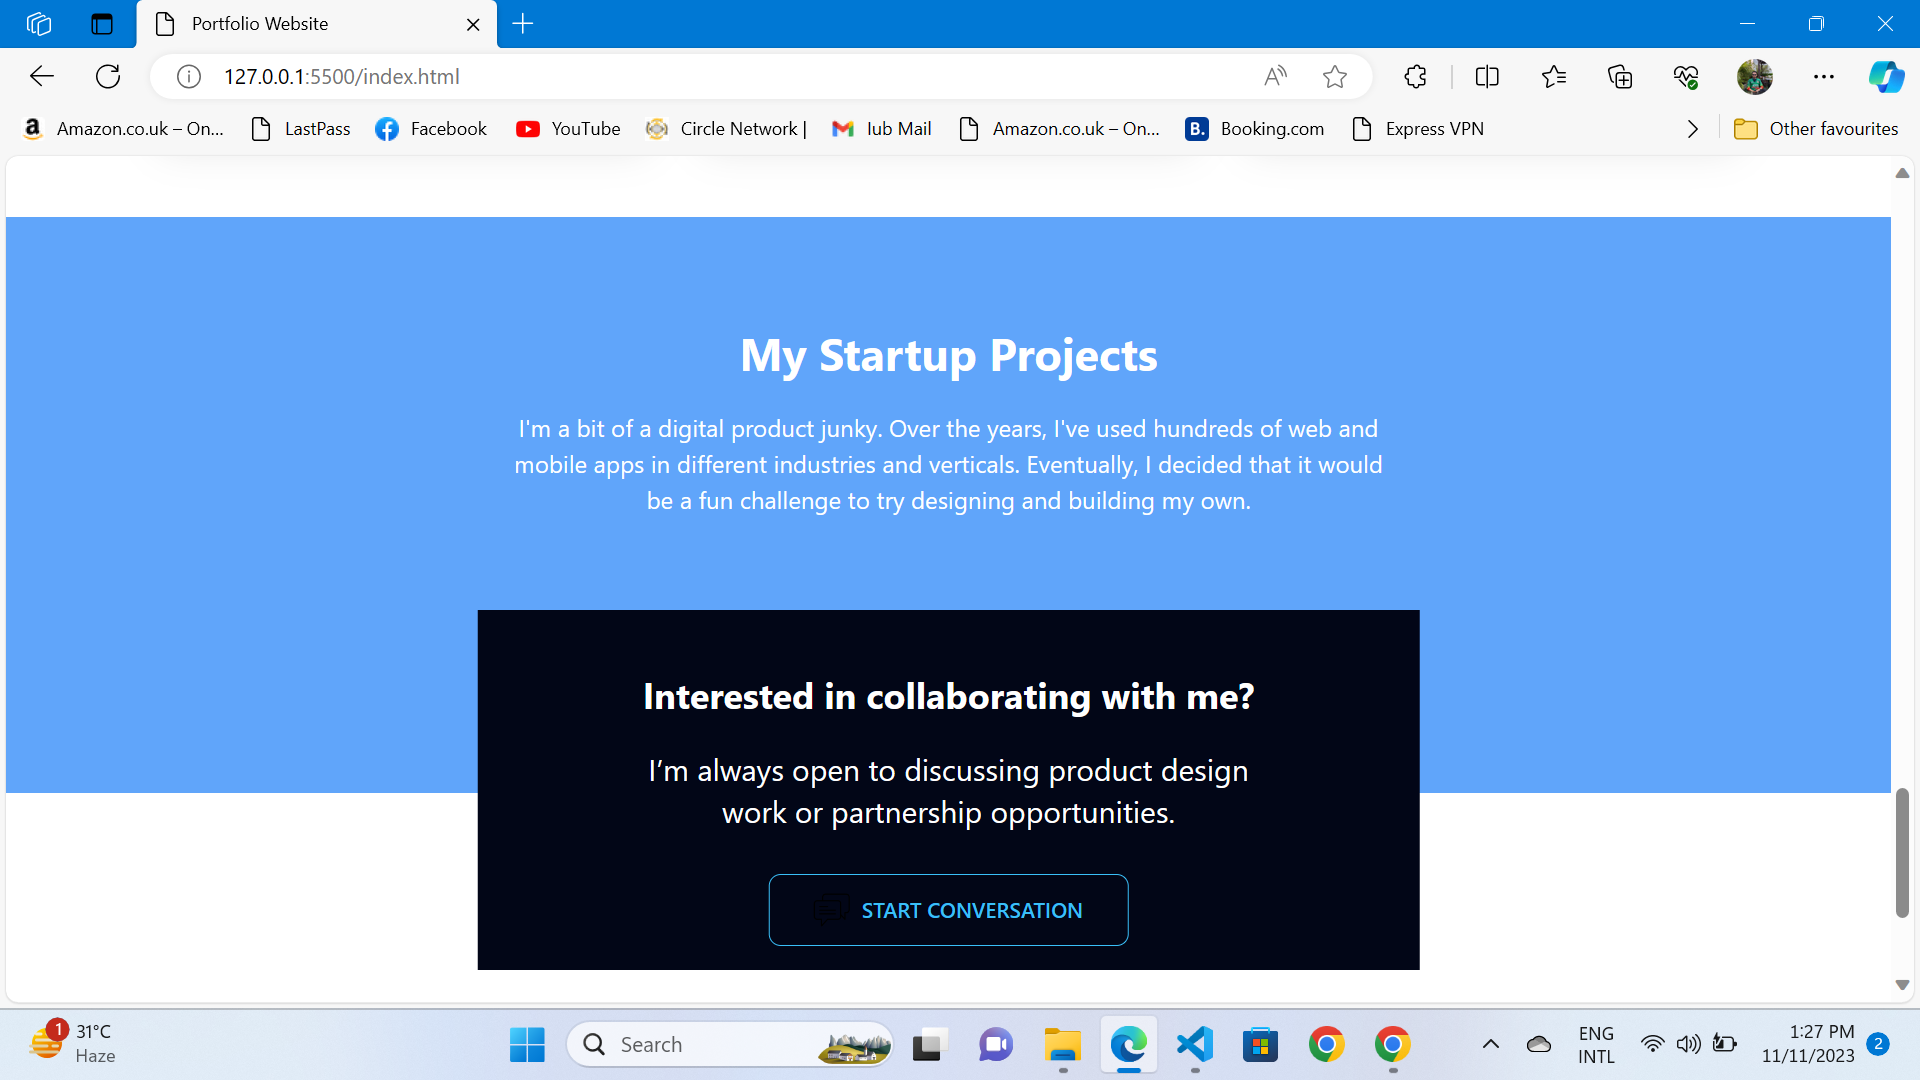 Portfolio Website
127.0.0.1:5500/index.html
Amazon.co.uk – On...
LastPass
Facebook
YouTube
Circle Network |
Iub Mail
Amazon.co.uk – On...
B. Booking.com
Express VPN
Other favourites
My Startup Projects
I'm a bit of a digital product junky. Over the years, I've used hundreds of web and
mobile apps in different industries and verticals. Eventually, I decided that it would
be a fun challenge to try designing and building my own.
Interested in collaborating with me?
I’m always open to discussing product design
work or partnership opportunities.
START CONVERSATION
1
31°C
Haze
Search
ENG
INTL
1:27 PM
11/11/2023
2